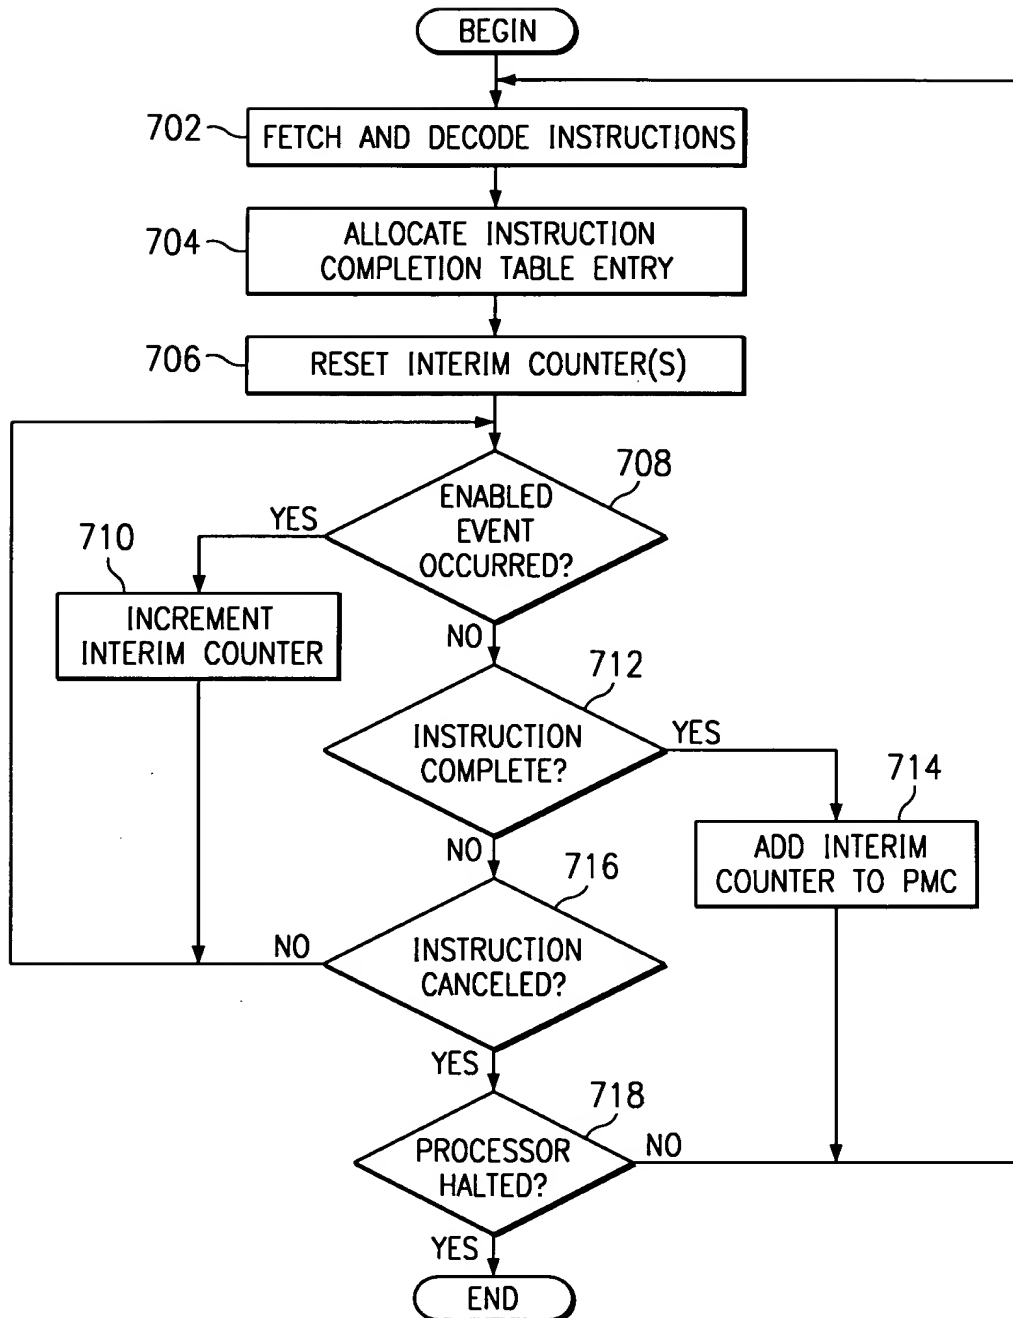 BEGIN
702
FETCH AND DECODE INSTRUCTIONS
704
ALLOCATE INSTRUCTION
COMPLETION TABLE ENTRY
706
RESET INTERIM COUNTER(S)
708
ENABLED
EVENT
OCCURRED?
YES
710
INCREMENT
INTERIM COUNTER
NO
712
INSTRUCTION
COMPLETE?
YES
714
ADD INTERIM
COUNTER TO PMC
NO
716
INSTRUCTION
CANCELED?
NO
YES
718
PROCESSOR
HALTED?
NO
YES
END